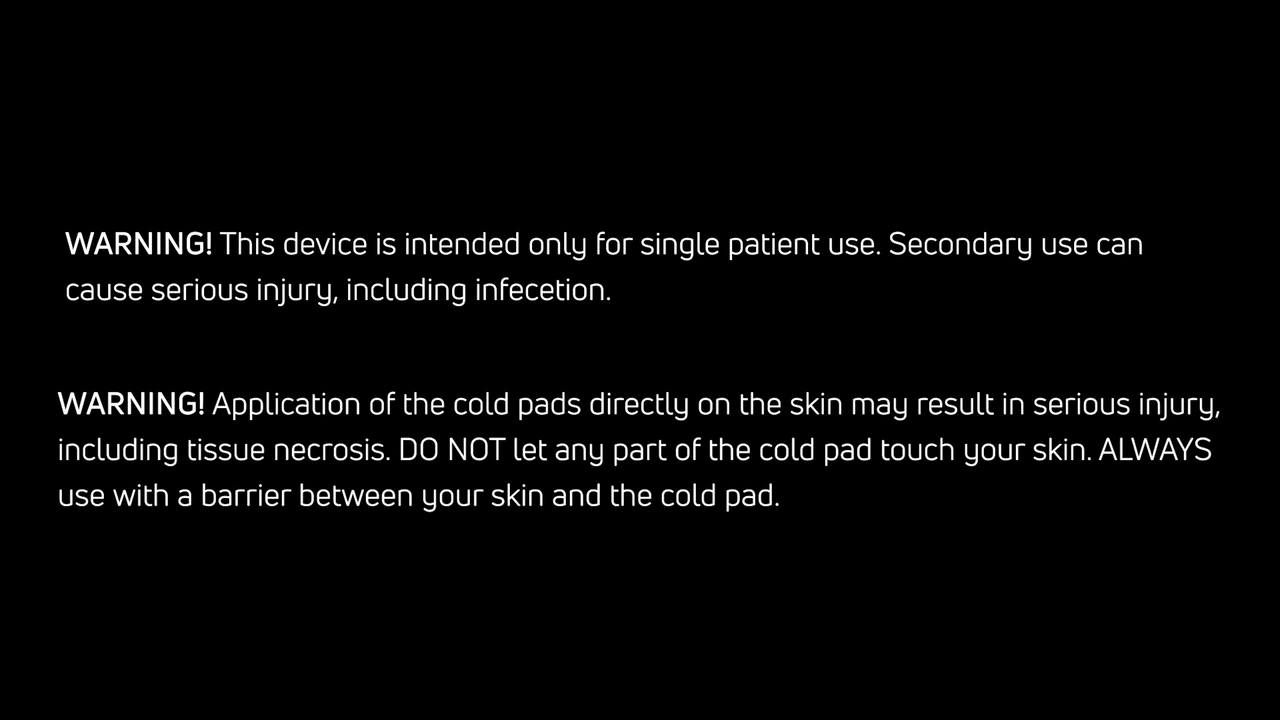 WARNING! This device is intended only for single patient use. Secondary use can
cause serious injury, including infecetion.
WARNING! Application of the cold pads directly on the skin may result in serious injury,
including tissue necrosis. DO NOT let any part of the cold pad touch your skin. ALWAYS
use with a barrier between your skin and the cold pad.